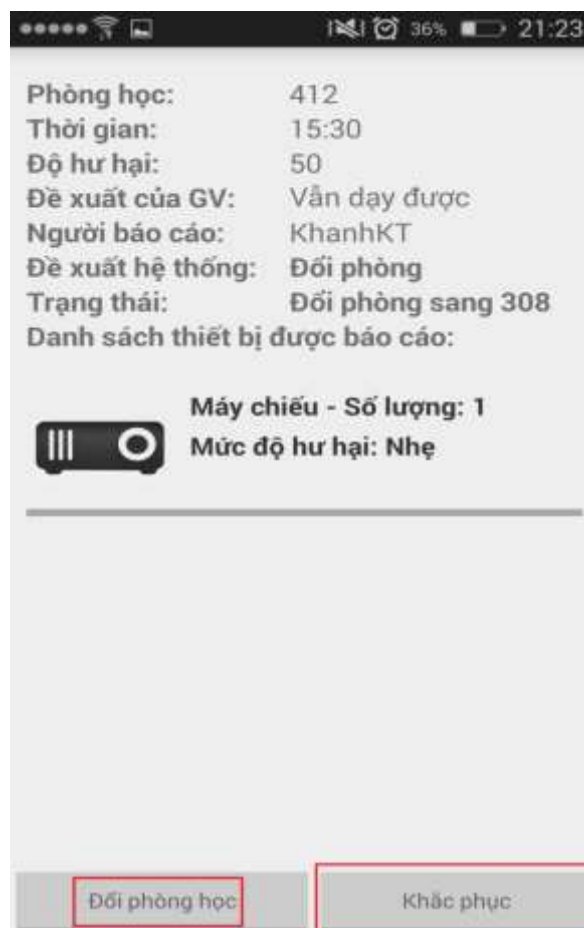 36% 21:23
Phòng học: 412
Thời gian: 15:30
Độ hư hại: 50
Đề xuất của GV: Vẫn dạy được
Người báo cáo: KhanhKT
Đề xuất hệ thống: Đổi phòng
Trạng thái: Đổi phòng sang 308
Danh sách thiết bị được báo cáo:
Máy chiếu - Số lượng: 1
Mức độ hư hại: Nhẹ
Đổi phòng học Khắc phục